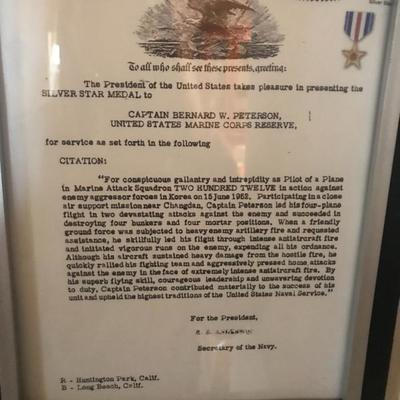 Silver Star
To all who shall see these presents, greeting:
The President of the United States takes pleasure in presenting the
SILVER STAR MEDAL to
CAPTAIN BERNARD W. PETERSON,
UNITED STATES MARINE CORPS RESERVE,
for service as set forth in the following
CITATION:
"For conspicuous gallantry and intrepidity as Pilot of a Plane
in Marine Attack Squadron TWO HUNDRED TWELVE in action against
enemy aggressor forces in Korea on 15 June 1952. Participating in a close
air support mission near Changdan, Captain Peterson led his four-plane
flight in two devastating attacks against the enemy and succeeded in
destroying four bunkers and four mortar positions. When a friendly
ground force was subjected to heavy enemy artillery fire and requested
assistance, he skillfully led his flight through intense antiaircraft fire
and initiated vigorous runs on the enemy, expending all his ordnance.
Although his aircraft sustained heavy damage from the hostile fire, he
quickly rallied his fighting team and aggressively pressed home attacks
against the enemy in the face of extremely intense antiaircraft fire. By
his superb flying skill, courageous leadership and unwavering devotion
to duty, Captain Peterson contributed materially to the success of his
unit and upheld the highest traditions of the United States Naval Service."
For the President,
Secretary of the Navy.
R - Huntington Park, Calif.
B - Long Beach, Calif.